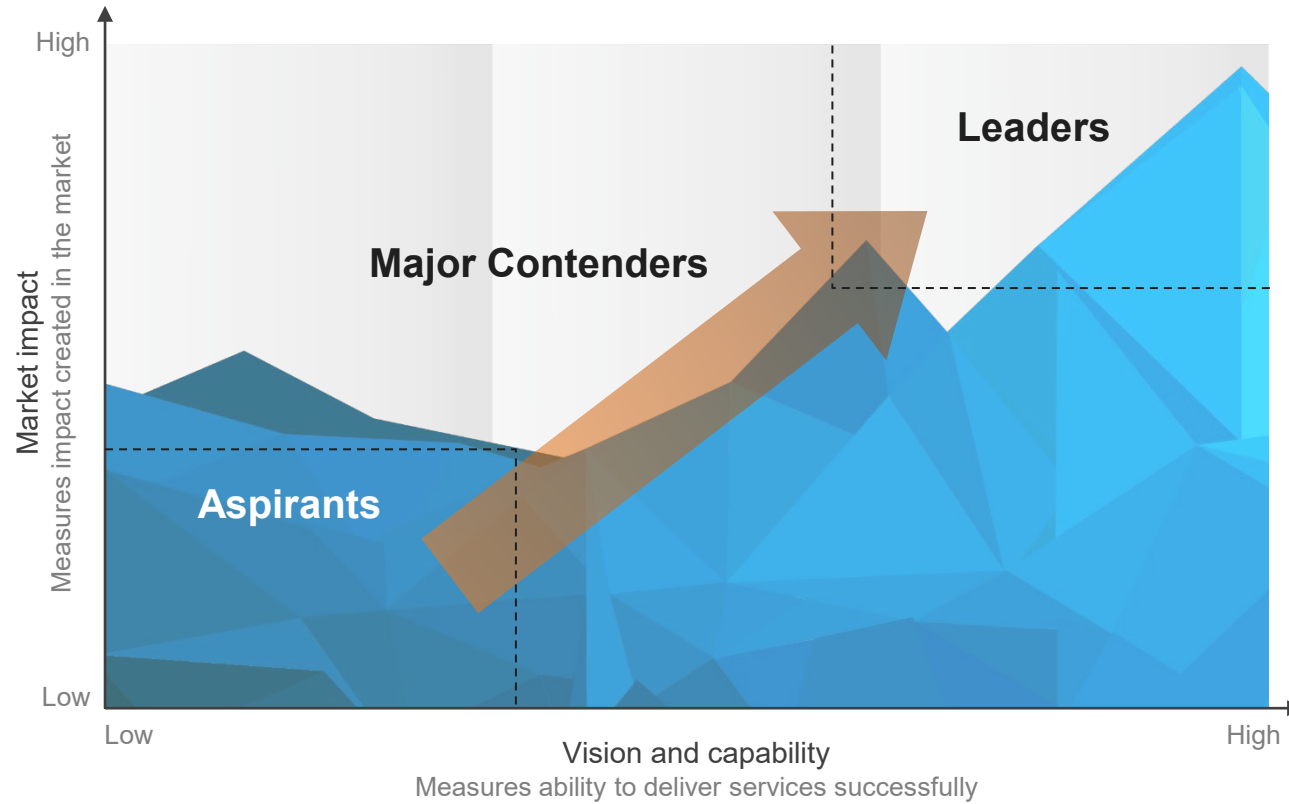 High
Leaders
Major Contenders
Market impact
Measures impact created in the market
Aspirants
Low
Low
High
Vision and capability
Measures ability to deliver services successfully